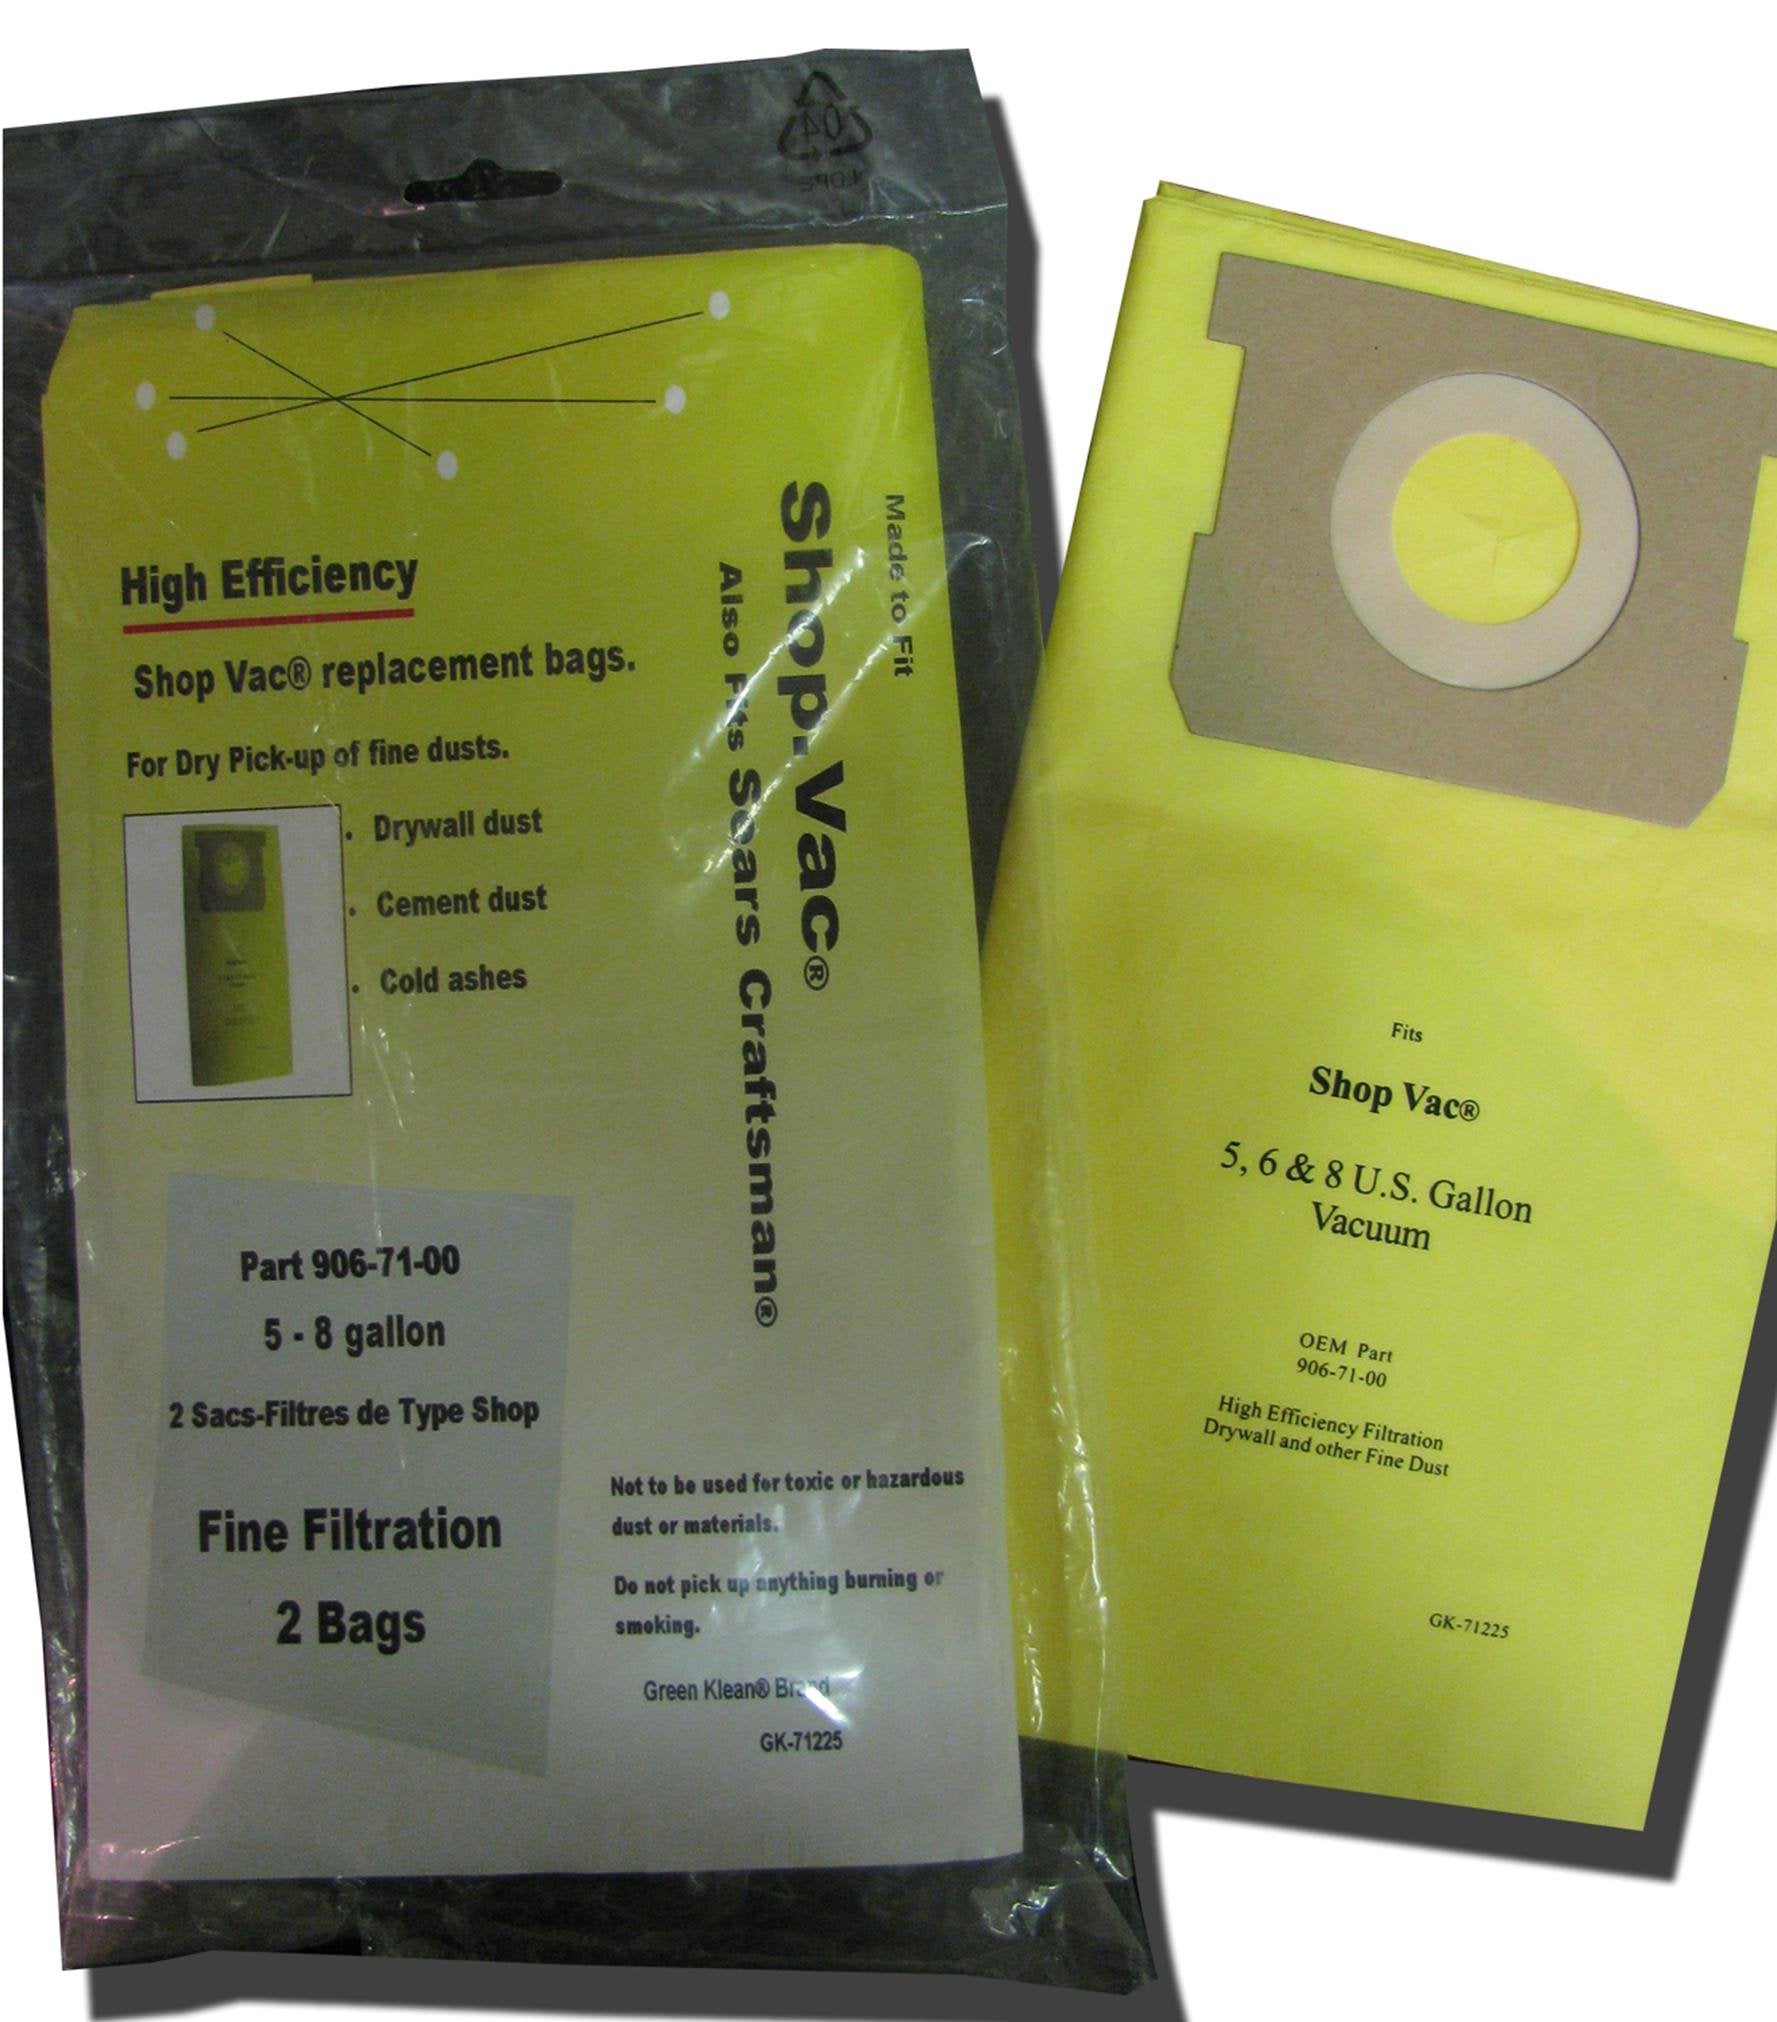 04
LDPE
Made to Fit
Shop.Vac®
Also Fits Sears Craftsman®
High Efficiency
Shop Vac® replacement bags.
For Dry Pick-up of fine dusts.
. Drywall dust
. Cement dust
. Cold ashes
Part 906-71-00
5 - 8 gallon
2 Sacs-Filtres de Type Shop
Fine Filtration
2 Bags
Not to be used for toxic or hazardous
dust or materials.
Do not pick up anything burning or
smoking.
Green Klean® Brand
GK-71225
Fits
Shop Vac®
5, 6 & 8 U.S. Gallon
Vacuum
OEM Part
906-71-00
High Efficiency Filtration
Drywall and other Fine Dust
GK-71225